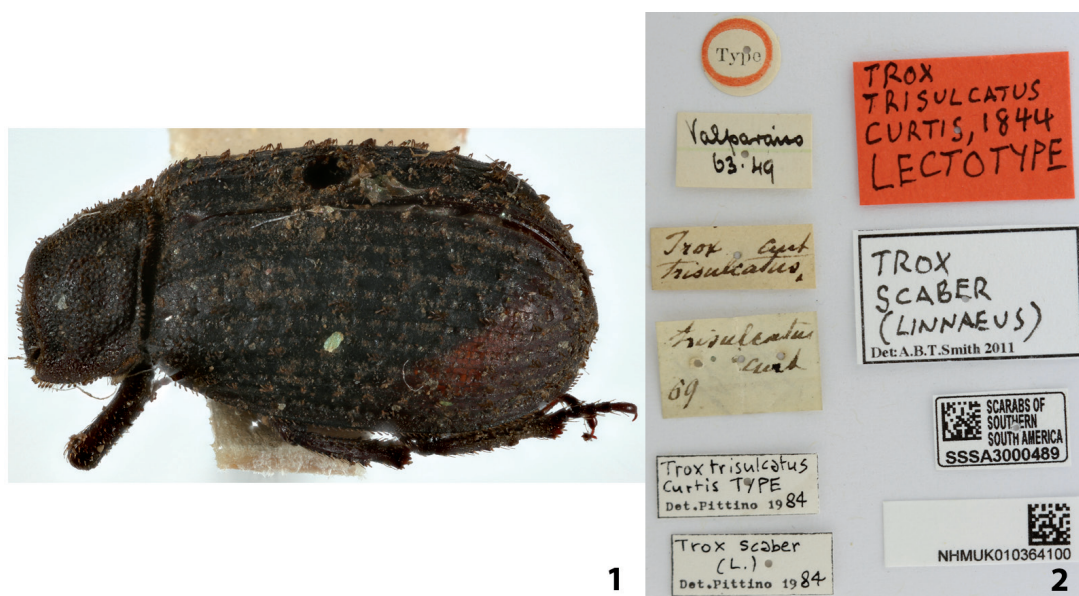 1
Type
Valparaiso
63·49
Trox curt
trisulcatus,
trisulcatus
curt
69
Trox trisulcatus
Curtis TYPE
Det.Pittino 1984
Trox scaber
(L.)
Det.Pittino 1984
TROX
TRISULCATUS
CURTIS, 1844
LECTOTYPE
TROX
SCABER
(LINNAEUS)
Det: A.B.T.Smith 2011
SCARABS OF
SOUTHERN
SOUTH AMERICA
SSSA3000489
NHMUK010364100
2